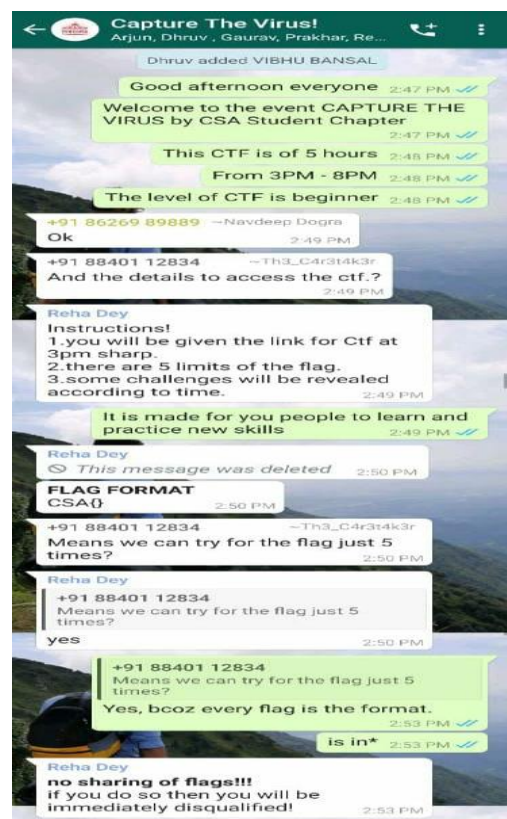 Capture The Virus!
Arjun, Dhruv , Gaurav, Prakhar, Re...
Dhruv added VIBHU BANSAL
Good afternoon everyone 2:47 PM
Welcome to the event CAPTURE THE
VIRUS by CSA Student Chapter
2:47 PM
This CTF is of 5 hours 2:48 PM
From 3PM - 8PM 2:48 PM
The level of CTF is beginner 2:48 PM
+91 86269 89889 ~Navdeep Dogra
Ok
2:49 PM
+91 88401 12834 ~Th3_C4r3t4k3r
And the details to access the ctf.?
2:49 PM
Reha Dey
Instructions!
1.you will be given the link for Ctf at
3pm sharp.
2.there are 5 limits of the flag.
3.some challenges will be revealed
according to time. 2:49 PM
It is made for you people to learn and
practice new skills 2:49 PM
Reha Dey
This message was deleted 2:50 PM
FLAG FORMAT
CSA{} 2:50 PM
+91 88401 12834 ~Th3_C4r3t4k3r
Means we can try for the flag just 5
times? 2:50 PM
Reha Dey
+91 88401 12834
Means we can try for the flag just 5
times?
yes 2:50 PM
+91 88401 12834
Means we can try for the flag just 5
times?
Yes, bcoz every flag is the format.
2:53 PM
is in* 2:53 PM
Reha Dey
no sharing of flags!!!
if you do so then you will be
immediately disqualified! 2:53 PM